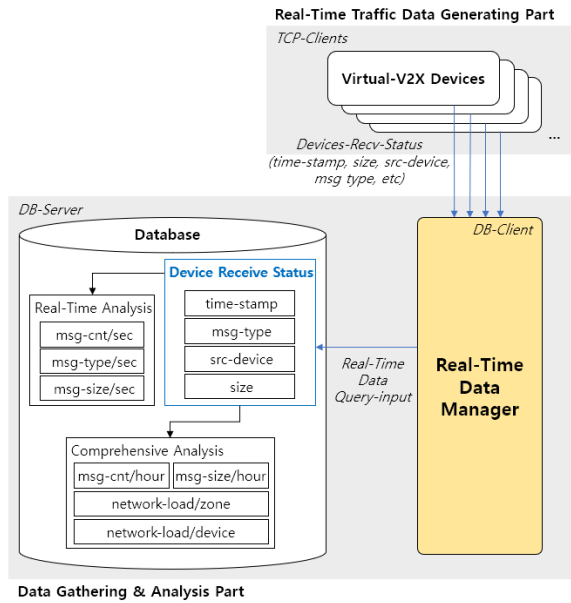 Real-Time Traffic Data Generating Part
TCP-Clients
Virtual-V2X Devices
...
Devices-Recv-Status
(time-stamp, size, src-device,
msg type, etc)
DB-Server
DB-Client
Database
Device Receive Status
time-stamp
msg-type
src-device
size
Real-Time Analysis
msg-cnt/sec
msg-type/sec
msg-size/sec
Real-Time
Data
Query-input
Real-Time
Data
Manager
Comprehensive Analysis
msg-cnt/hour
msg-size/hour
network-load/zone
network-load/device
Data Gathering & Analysis Part